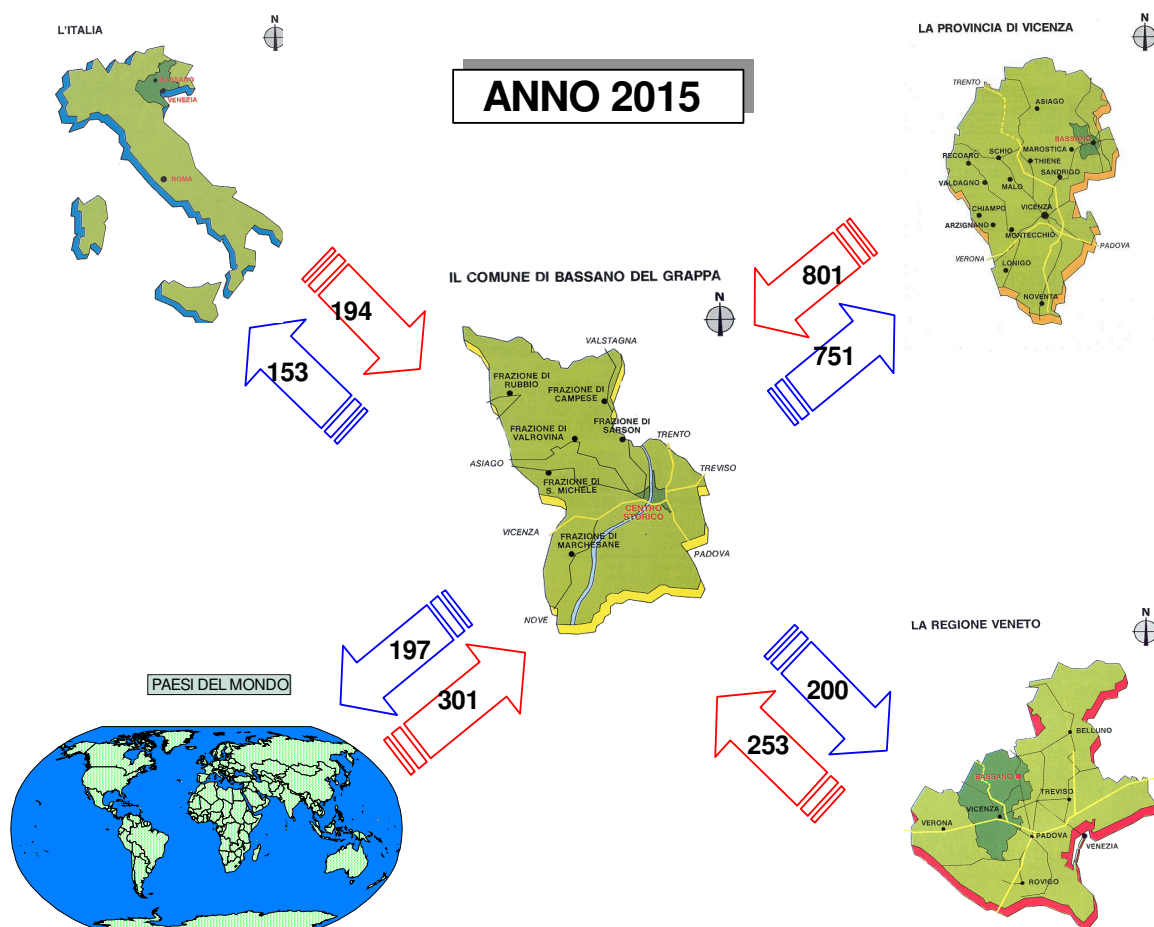 L'ITALIA
N
BASSANO
VENEZIA
ROMA
ANNO 2015
LA PROVINCIA DI VICENZA
N
TRENTO
ASIAGO
BASSANO
MAROSTICA
SCHIO
THIENE
RECOARO
SANDRIGO
VALDAGNO
MALO
CHIAMPO
VICENZA
ARZIGNANO
MONTECCHIO
PADOVA
VERONA
LONIGO
NOVENTA
194
153
801
751
IL COMUNE DI BASSANO DEL GRAPPA
N
VALSTAGNA
FRAZIONE DI
RUBBIO
FRAZIONE DI
CAMPESE
FRAZIONE DI
VALROVINA
FRAZIONE DI
SARSON
TRENTO
ASIAGO
TREVISO
FRAZIONE DI
S. MICHELE
CENTRO
STORICO
VICENZA
FRAZIONE DI
MARCHESANE
PADOVA
NOVE
197
301
200
253
PAESI DEL MONDO
LA REGIONE VENETO
N
BELLUNO
BASSANO
TREVISO
VICENZA
VERONA
PADOVA
VENEZIA
ROVIGO